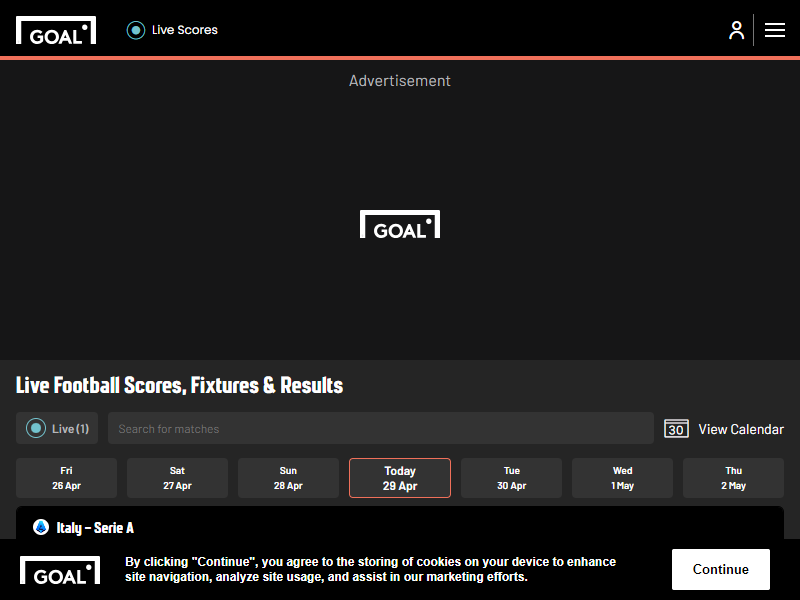 GOAL
Live Scores
Advertisement
GOAL
Live Football Scores, Fixtures & Results
Live (1)
Search for matches
30
View Calendar
Fri
26 Apr
Sat
27 Apr
Sun
28 Apr
Today
29 Apr
Tue
30 Apr
Wed
1 May
Thu
2 May
Italy - Serie A
GOAL
By clicking "Continue", you agree to the storing of cookies on your device to enhance
site navigation, analyze site usage, and assist in our marketing efforts.
Continue